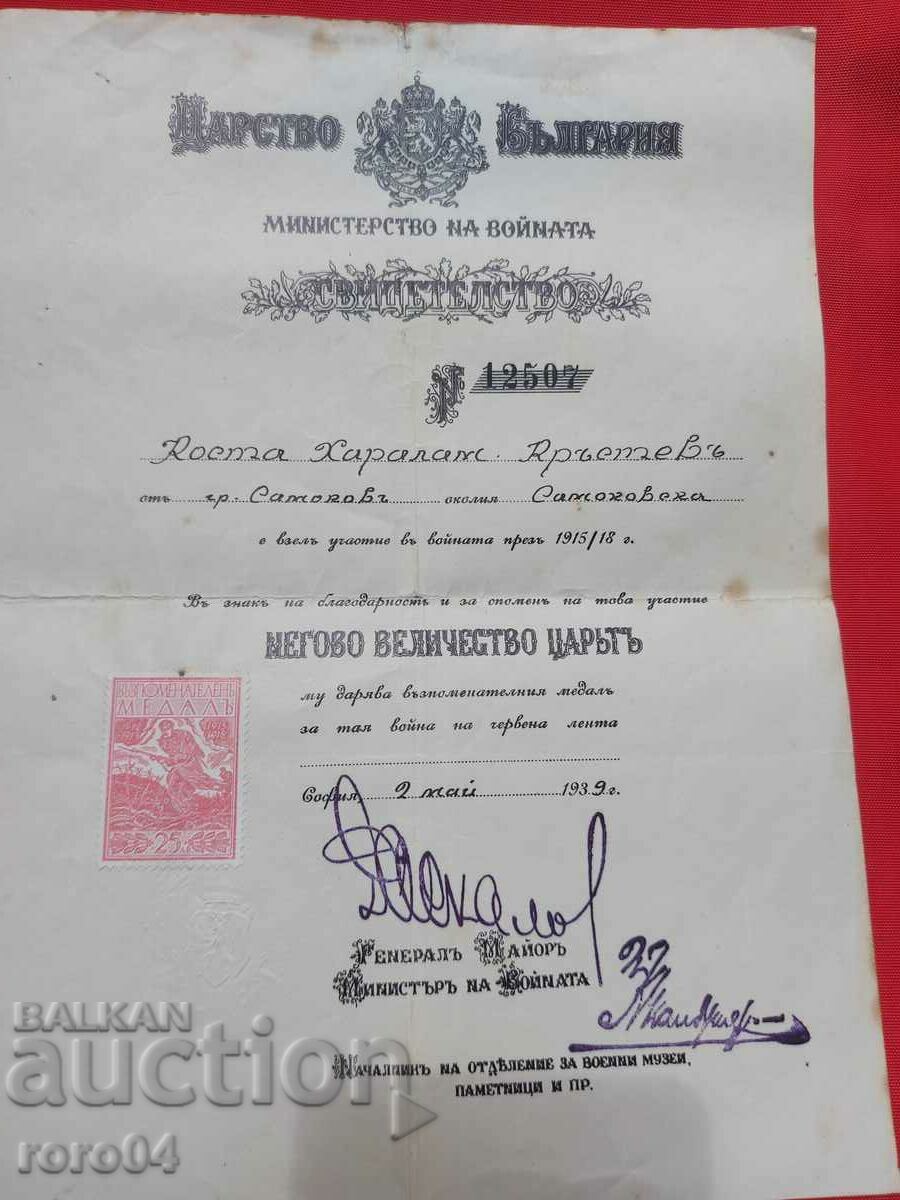 Царство България
Министерство на войната
Свидетелство
№ 12507
Коста Харалам. Кръстевъ
отъ гр. Самоковъ околия Самоковска
е взелъ участие въ войната презъ 1915/18 г.
Въ знакъ на благодарность и за споменъ на това участие
Негово Величество Царьтъ
му дарява възпоменателния медалъ
за тая война на червена лента
ВЪЗПОМЕНАТЕЛЕНЪ
МЕДАЛЪ
25
София, 2 май 1939 г.
Генералъ Майоръ
Министъръ на Войната
Началникъ на отдѣление за военни музеи,
паметници и пр.
BALKAN
auction
roro04